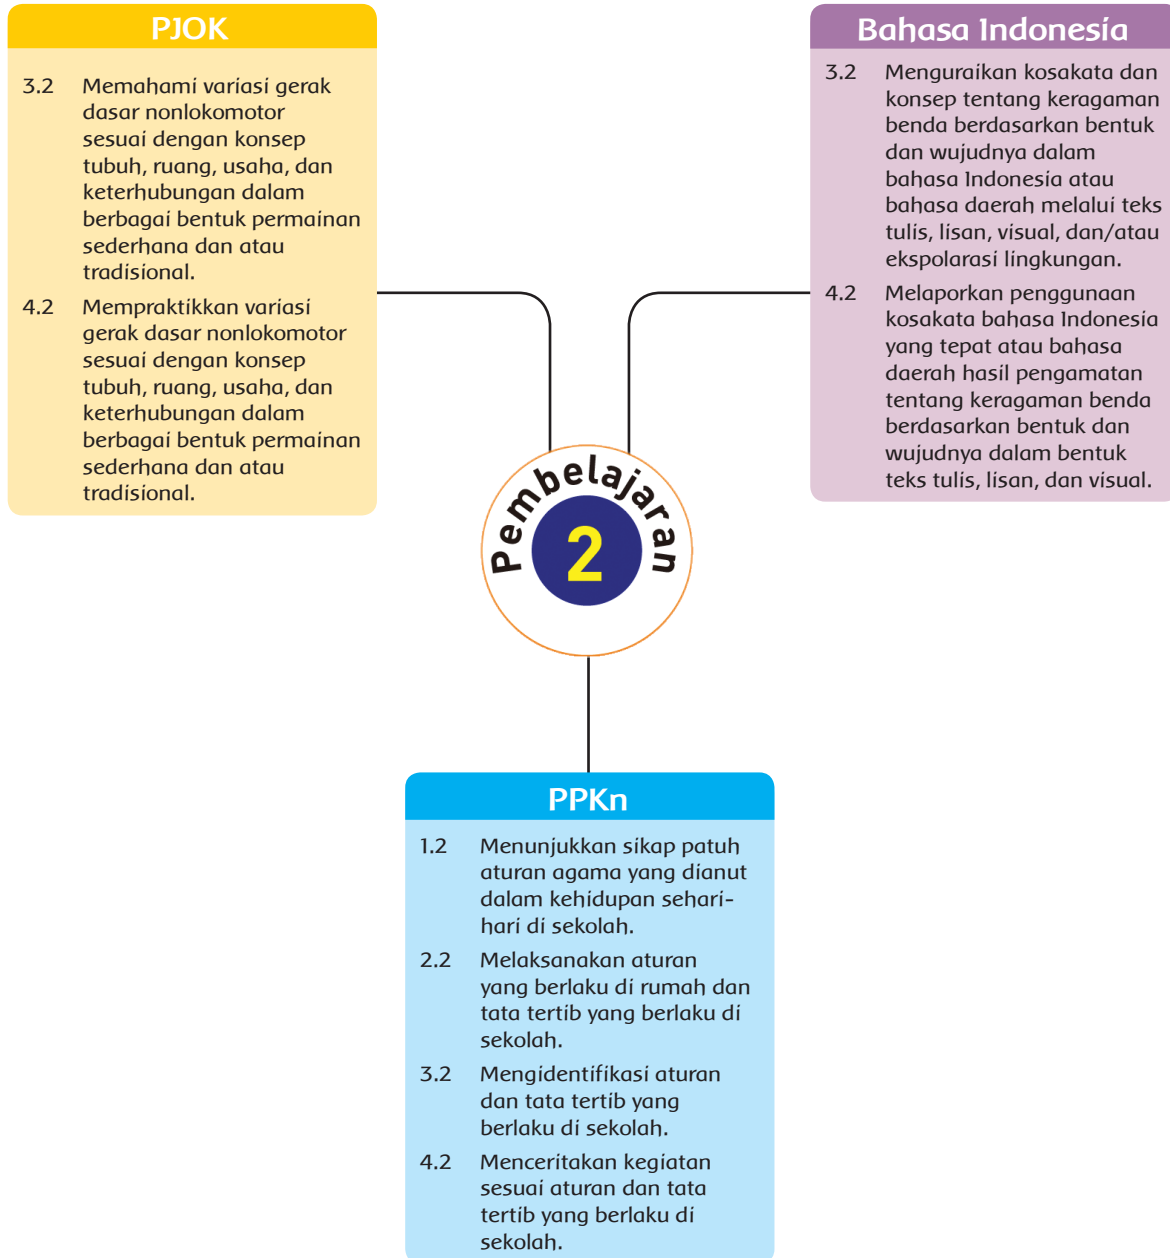 PJOK
3.2 Memahami variasi gerak
dasar nonlokomotor
sesuai dengan konsep
tubuh, ruang, usaha, dan
keterhubungan dalam
berbagai bentuk permainan
sederhana dan atau
tradisional.
4.2 Mempraktikkan variasi
gerak dasar nonlokomotor
sesuai dengan konsep
tubuh, ruang, usaha, dan
keterhubungan dalam
berbagai bentuk permainan
sederhana dan atau
tradisional.
Bahasa Indonesia
3.2 Menguraikan kosakata dan
konsep tentang keragaman
benda berdasarkan bentuk
dan wujudnya dalam
bahasa Indonesia atau
bahasa daerah melalui teks
tulis, lisan, visual, dan/atau
ekspolarasi lingkungan.
4.2 Melaporkan penggunaan
kosakata bahasa Indonesia
yang tepat atau bahasa
daerah hasil pengamatan
tentang keragaman benda
berdasarkan bentuk dan
wujudnya dalam bentuk
teks tulis, lisan, dan visual.
Pembelajaran
2
PPKn
1.2 Menunjukkan sikap patuh
aturan agama yang dianut
dalam kehidupan sehari-
hari di sekolah.
2.2 Melaksanakan aturan
yang berlaku di rumah dan
tata tertib yang berlaku di
sekolah.
3.2 Mengidentifikasi aturan
dan tata tertib yang
berlaku di sekolah.
4.2 Menceritakan kegiatan
sesuai aturan dan tata
tertib yang berlaku di
sekolah.